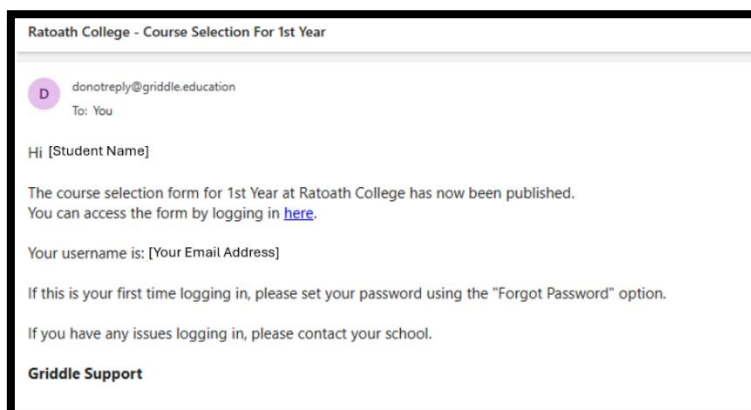 Ratoath College - Course Selection For 1st Year
D
donotreply@griddle.education
To: You
Hi [Student Name]
The course selection form for 1st Year at Ratoath College has now been published.
You can access the form by logging in here.
Your username is: [Your Email Address]
If this is your first time logging in, please set your password using the "Forgot Password" option.
If you have any issues logging in, please contact your school.
Griddle Support